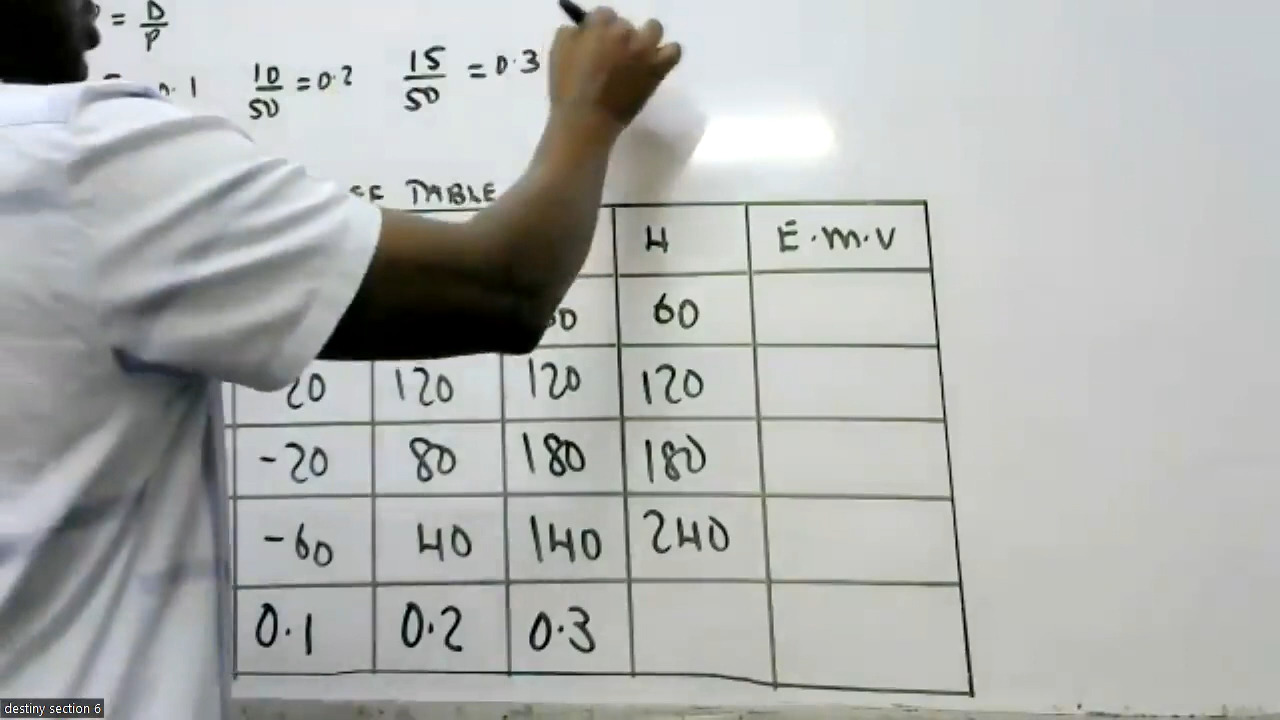 = D/P
0.1 10/50 = 0.2 15/50 = 0.3
TABLE
H E.M.V
60
20 120 120 120
-20 80 180 180
-60 40 140 240
0.1 0.2 0.3
destiny section 6